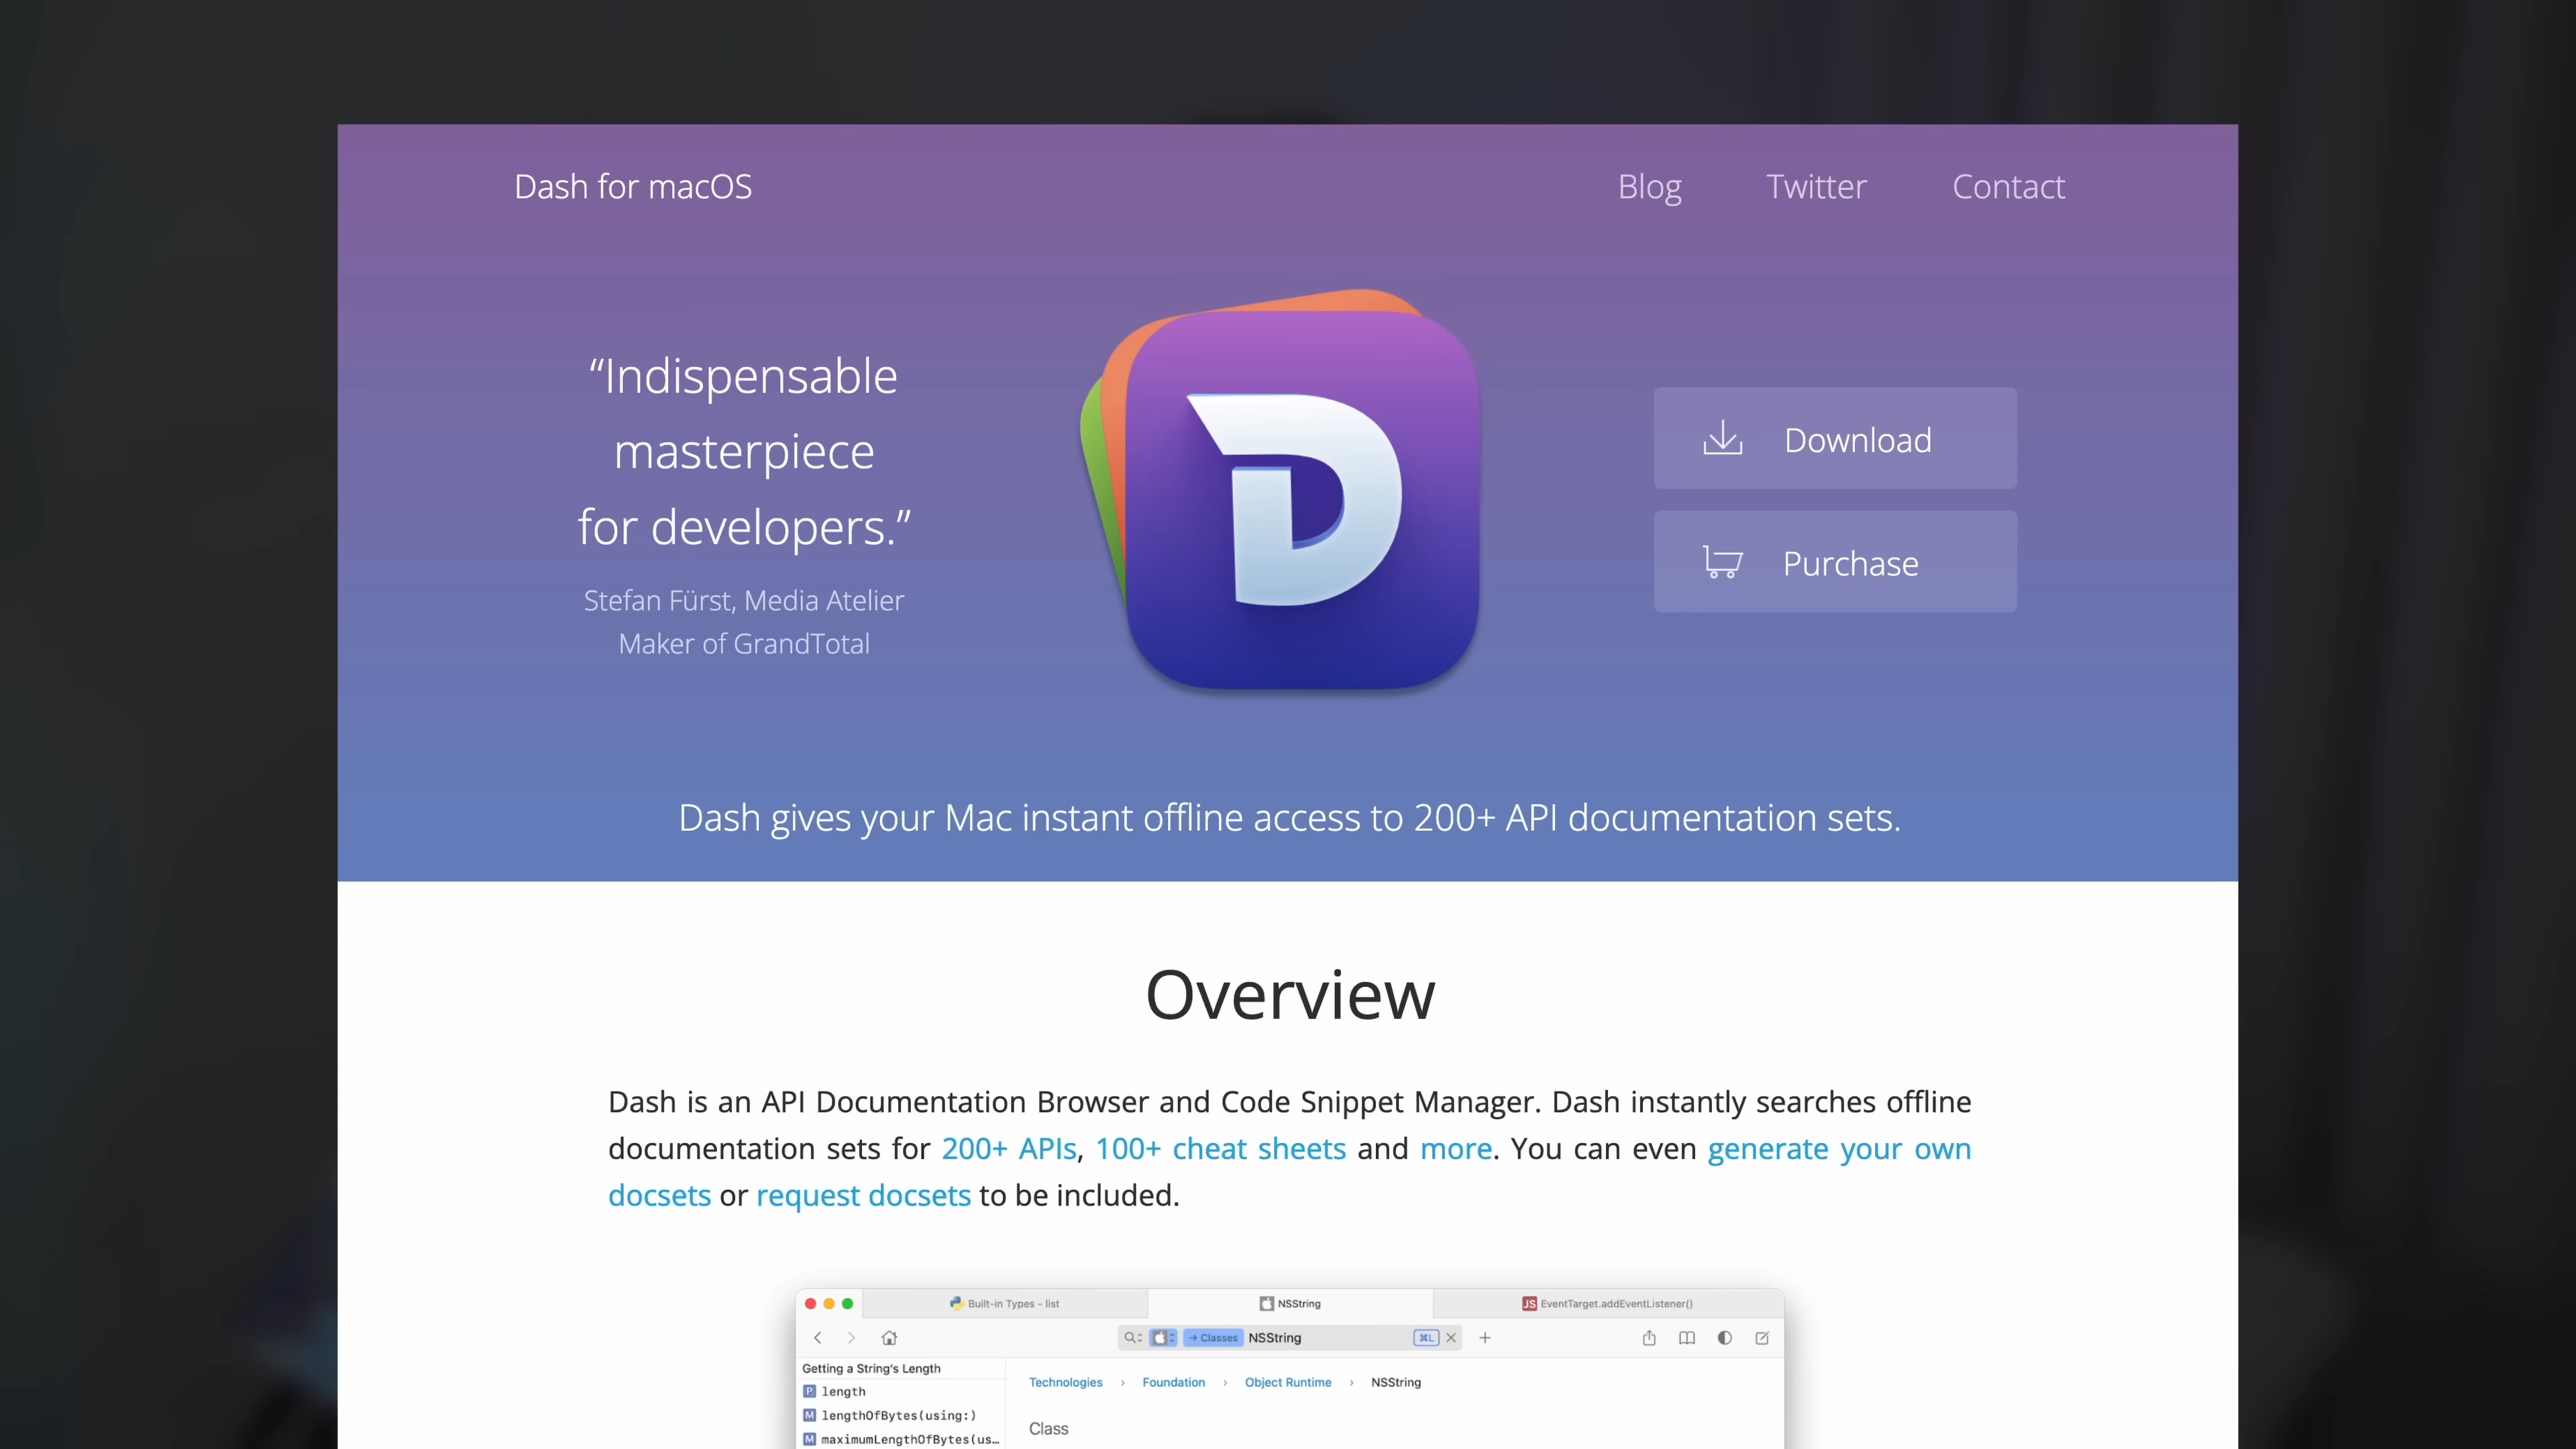 Dash for macOS
Blog
Twitter
Contact
“Indispensable
masterpiece
for developers.”
Stefan Fürst, Media Atelier
Maker of GrandTotal
D
Download
Purchase
Dash gives your Mac instant offline access to 200+ API documentation sets.
Overview
Dash is an API Documentation Browser and Code Snippet Manager. Dash instantly searches offline
documentation sets for 200+ APIs, 100+ cheat sheets and more. You can even generate your own
docsets or request docsets to be included.
Built-in Types - list
NSString
JS EventTarget.addEventListener()
→ Classes NSString ⌘L
Getting a String's Length
Technologies › Foundation › Object Runtime › NSString
P length
M lengthOfBytes(using:)
Class
M maximumLengthOfBytes(us…